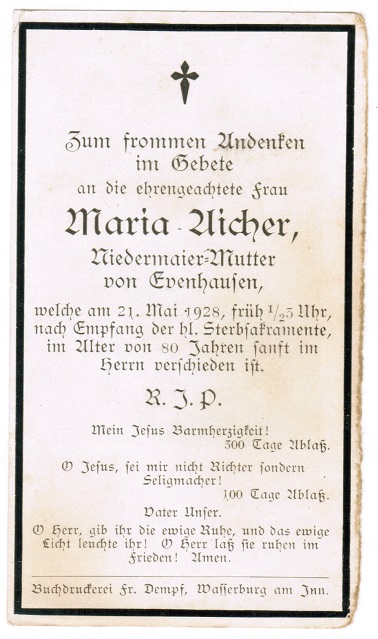 Zum frommen Andenken
im Gebete
an die ehrengeachtete Frau
Maria Aicher,
Niedermaier-Mutter
von Evenhausen,
welche am 21. Mai 1928, früh 1/23 Uhr,
nach Empfang der hl. Sterbsakramente,
im Alter von 80 Jahren sanft im
Herrn verschieden ist.
R. I. P.
Mein Jesus Barmherzigkeit!
300 Tage Ablaß.
O Jesus, sei mir nicht Richter sondern
Seligmacher!
100 Tage Ablaß.
Vater Unser.
O Herr, gib ihr die ewige Ruhe, und das ewige
Licht leuchte ihr! O Herr laß sie ruhen im
Frieden! Amen.
Buchdruckerei Fr. Dempf, Wasserburg am Inn.